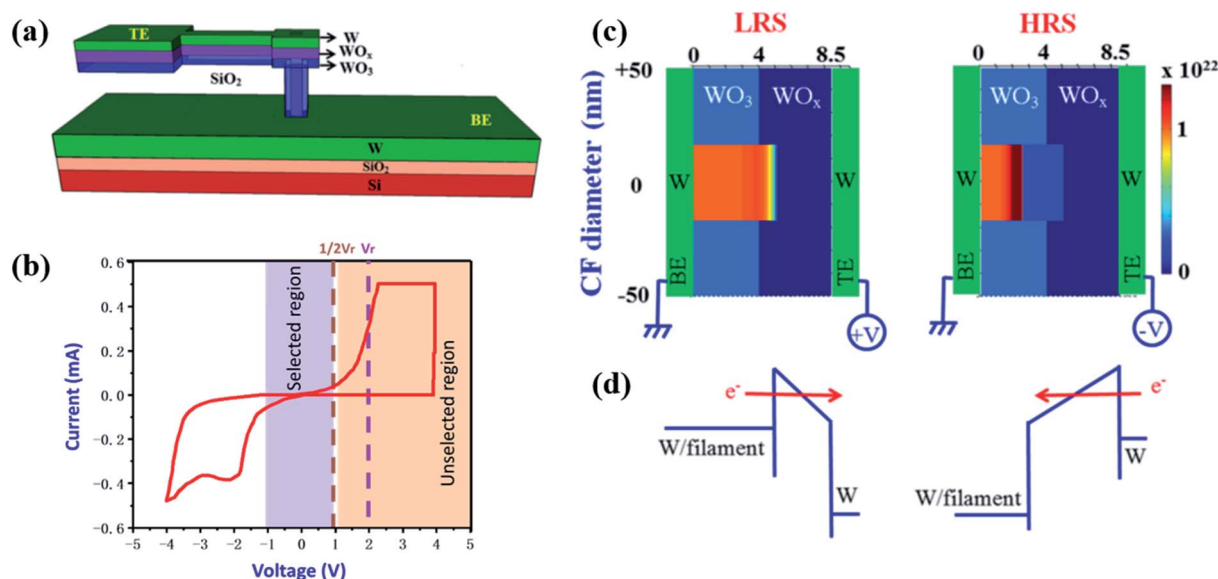 (a)
TE
W
WOx
WO3
SiO2
BE
W
SiO2
Si
(b)
1/2Vr Vr
0.6
0.4
0.2
0.0
-0.2
-0.4
-0.6
Current (mA)
Selected region
Unselected region
-5 -4 -3 -2 -1 0 1 2 3 4 5
Voltage (V)
(c)
LRS HRS
0 4 8.5 0 4 8.5
+50
0
-50
CF diameter (nm)
WO3 WOx WO3 WOx
x 10^22
1
0
W W W W
BE TE BE TE
+V -V
(d)
e- e-
W/filament W
W/filament W